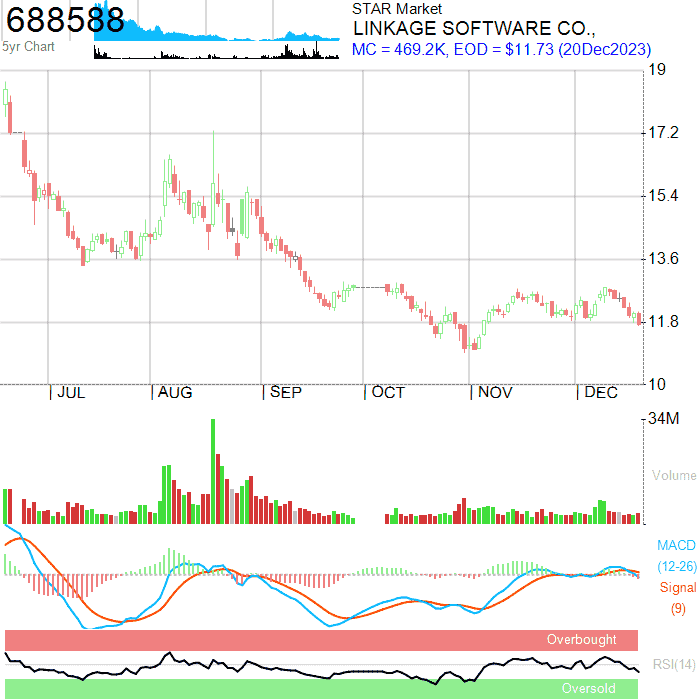 688588
5yr Chart
STAR Market
LINKAGE SOFTWARE CO.,
MC = 469.2K, EOD = $11.73 (20Dec2023)
19
17.2
15.4
13.6
11.8
10
JUL
AUG
SEP
OCT
NOV
DEC
34M
Volume
MACD
(12-26)
Signal
(9)
Overbought
RSI(14)
Oversold